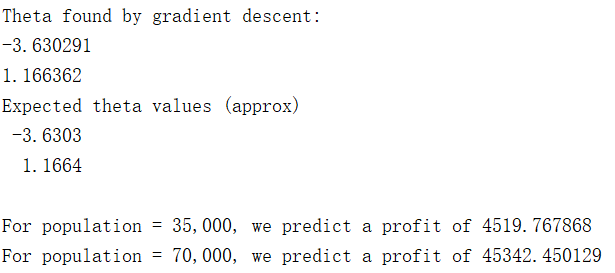 Theta found by gradient descent:
-3.630291
1.166362
Expected theta values (approx)
-3.6303
1.1664
For population = 35,000, we predict a profit of 4519.767868
For population = 70,000, we predict a profit of 45342.450129